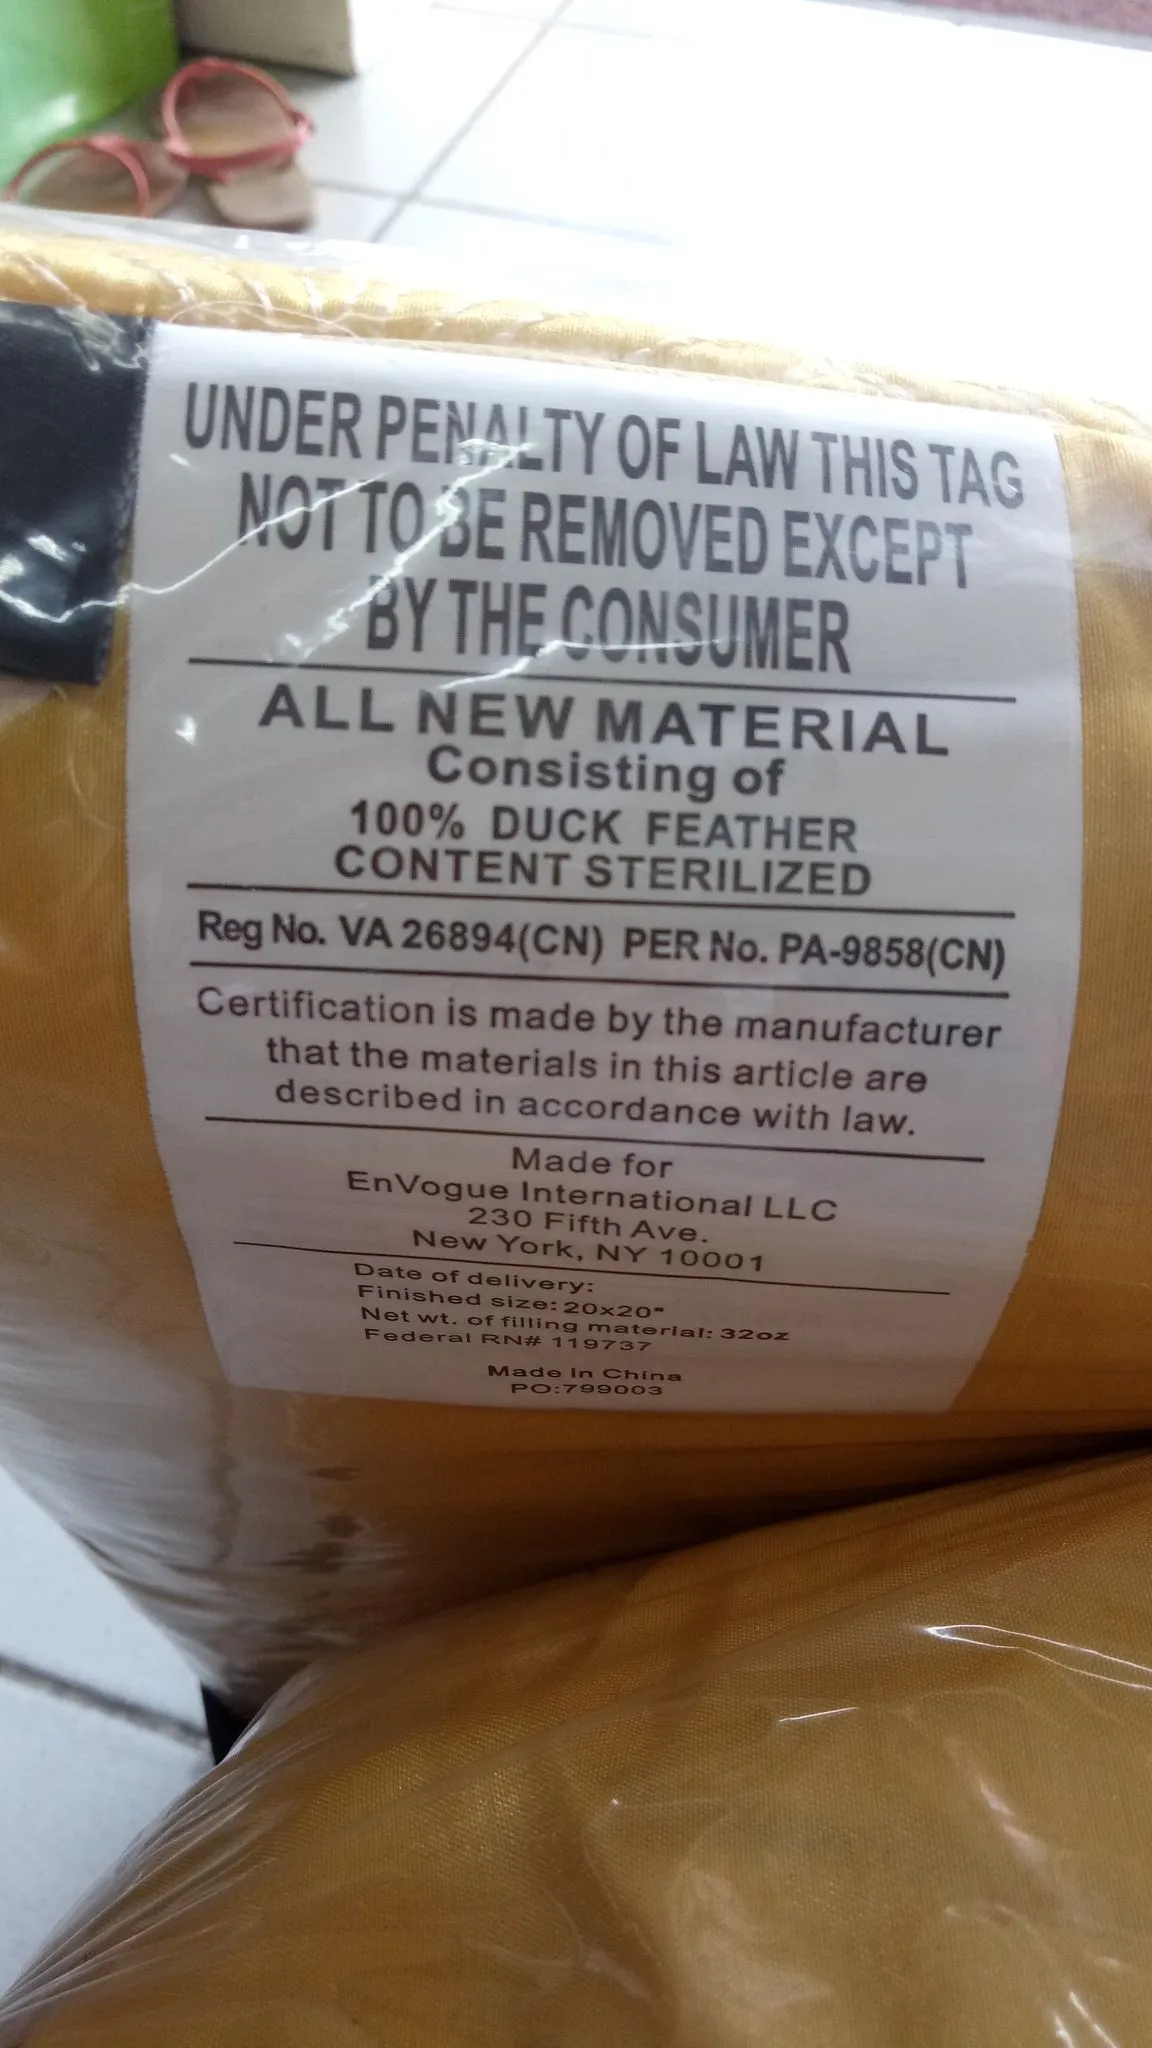 UNDER PENALTY OF LAW THIS TAG
NOT TO BE REMOVED EXCEPT
BY THE CONSUMER
ALL NEW MATERIAL
Consisting of
100% DUCK FEATHER
CONTENT STERILIZED
Reg No. VA 26894(CN) PER No. PA-9858(CN)
Certification is made by the manufacturer
that the materials in this article are
described in accordance with law.
Made for
EnVogue International LLC
230 Fifth Ave.
New York, NY 10001
Date of delivery:
Finished size: 20x20"
Net wt. of filling material: 32oz
Federal RN# 119737
Made in China
PO:799003